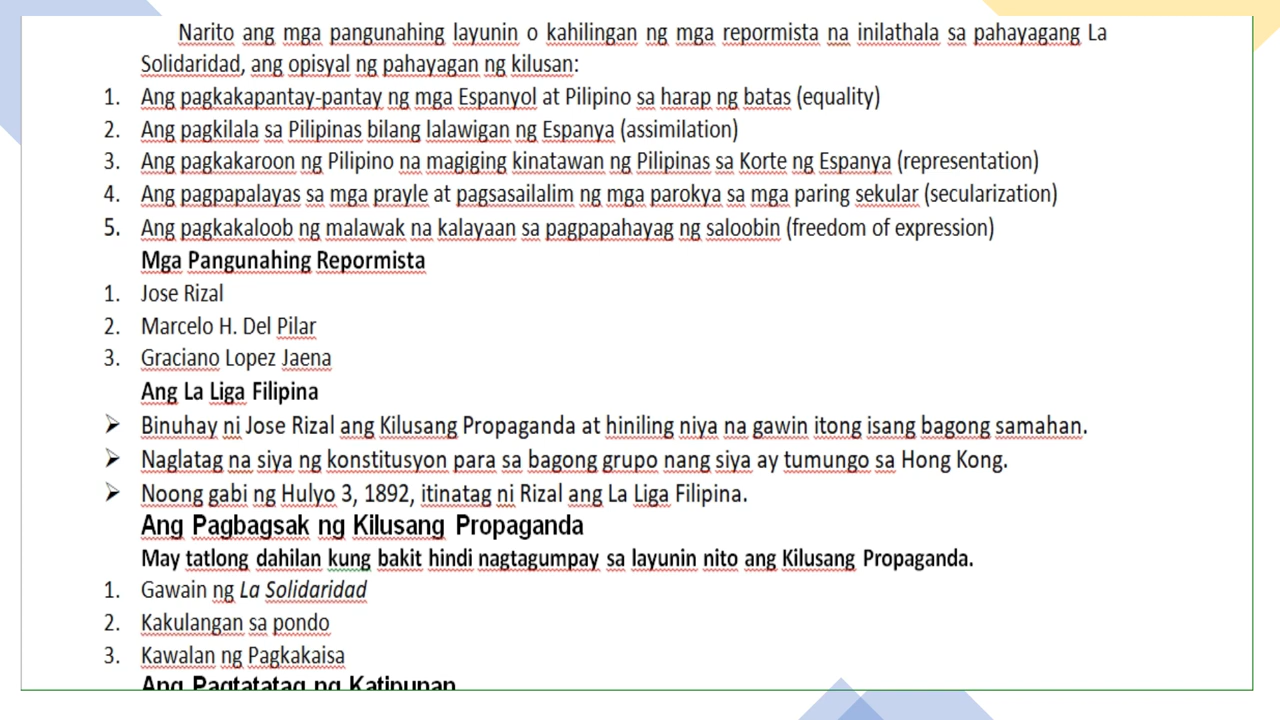 Narito ang mga pangunahing layunin o kahilingan ng mga repormista na inilathala sa pahayagang La
Solidaridad, ang opisyal ng pahayagan ng kilusan:
1. Ang pagkakapantay-pantay ng mga Espanyol at Pilipino sa harap ng batas (equality)
2. Ang pagkilala sa Pilipinas bilang lalawigan ng Espanya (assimilation)
3. Ang pagkakaroon ng Pilipino na magiging kinatawan ng Pilipinas sa Korte ng Espanya (representation)
4. Ang pagpapalayas sa mga prayle at pagsasailalim ng mga parokya sa mga paring sekular (secularization)
5. Ang pagkakaloob ng malawak na kalayaan sa pagpapahayag ng saloobin (freedom of expression)
Mga Pangunahing Repormista
1. Jose Rizal
2. Marcelo H. Del Pilar
3. Graciano Lopez Jaena
Ang La Liga Filipina
➢ Binuhay ni Jose Rizal ang Kilusang Propaganda at hiniling niya na gawin itong isang bagong samahan.
➢ Naglatag na siya ng konstitusyon para sa bagong grupo nang siya ay tumungo sa Hong Kong.
➢ Noong gabi ng Hulyo 3, 1892, itinatag ni Rizal ang La Liga Filipina.
Ang Pagbagsak ng Kilusang Propaganda
May tatlong dahilan kung bakit hindi nagtagumpay sa layunin nito ang Kilusang Propaganda.
1. Gawain ng La Solidaridad
2. Kakulangan sa pondo
3. Kawalan ng Pagkakaisa
Ang Pagtatatag ng Katipunan